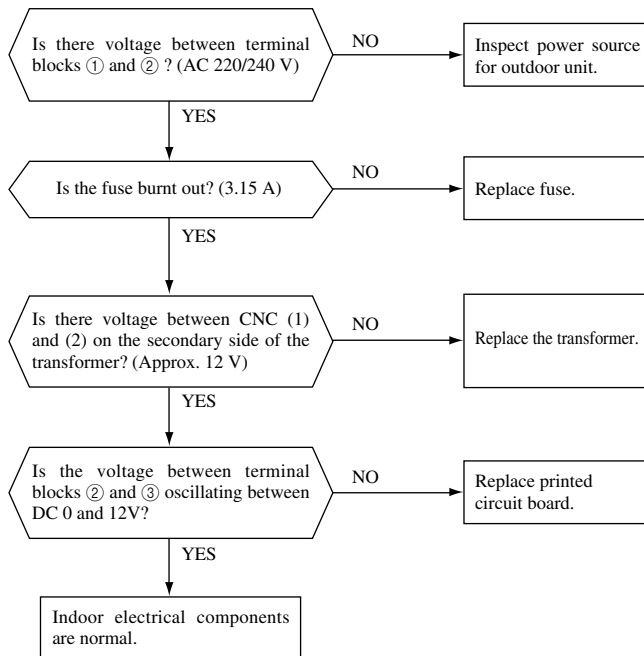 Is there voltage between terminal
blocks ① and ② ? (AC 220/240 V)
NO
Inspect power source
for outdoor unit.
YES
Is the fuse burnt out? (3.15 A)
NO
Replace fuse.
YES
Is there voltage between CNC (1)
and (2) on the secondary side of the
transformer? (Approx. 12 V)
NO
Replace the transformer.
YES
Is the voltage between terminal
blocks ② and ③ oscillating between
DC 0 and 12V?
NO
Replace printed
circuit board.
YES
Indoor electrical components
are normal.